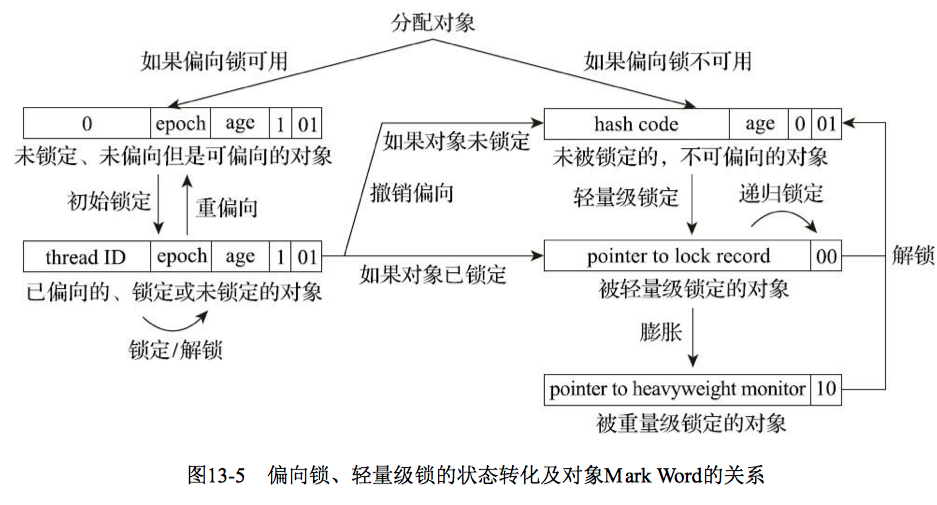 分配对象
如果偏向锁可用
如果偏向锁不可用
0 epoch age 1 01
hash code age 0 01
未锁定、未偏向但是可偏向的对象
如果对象未锁定
未被锁定的，不可偏向的对象
初始锁定
重偏向
撤销偏向
轻量级锁定
递归锁定
thread ID epoch age 1 01
如果对象已锁定
pointer to lock record 00
解锁
已偏向的、锁定或未锁定的对象
被轻量级锁定的对象
锁定/解锁
膨胀
pointer to heavyweight monitor 10
被重量级锁定的对象
图13-5 偏向锁、轻量级锁的状态转化及对象Mark Word的关系